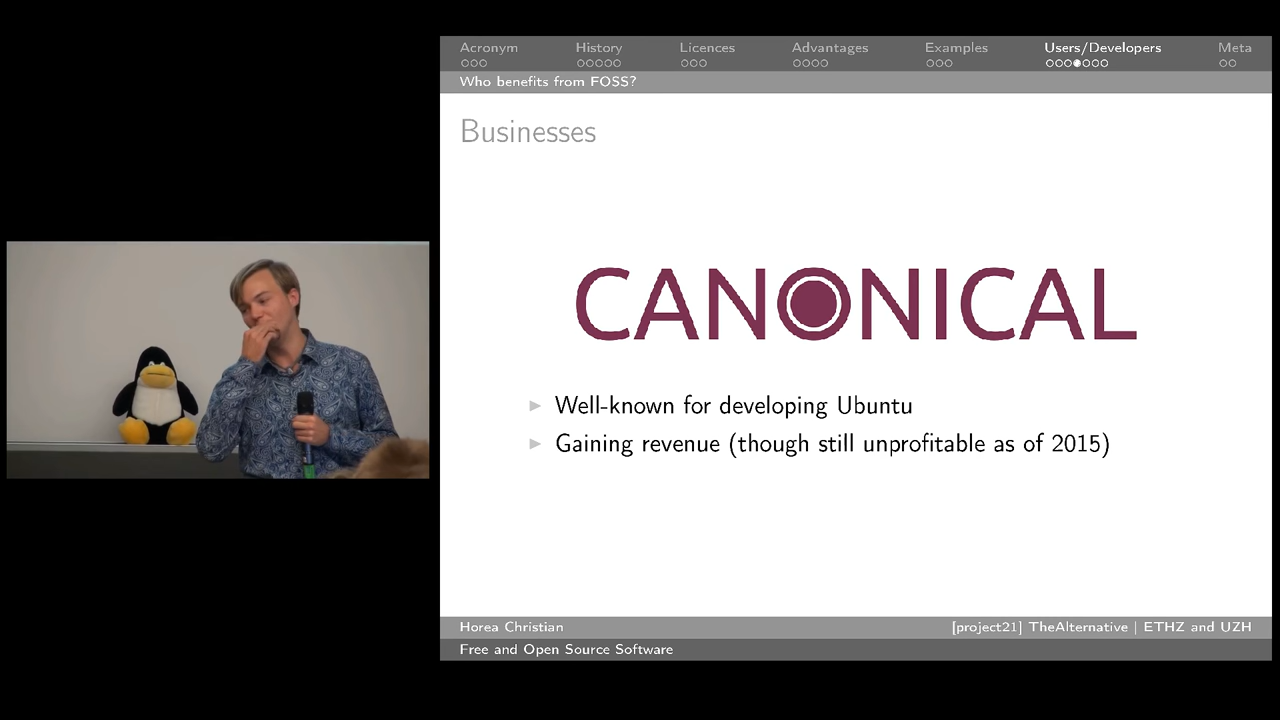 Acronym History Licences Advantages Examples Users/Developers Meta
Who benefits from FOSS?
Businesses
CANONICAL
Well-known for developing Ubuntu
Gaining revenue (though still unprofitable as of 2015)
Horea Christian [project21] TheAlternative | ETHZ and UZH
Free and Open Source Software